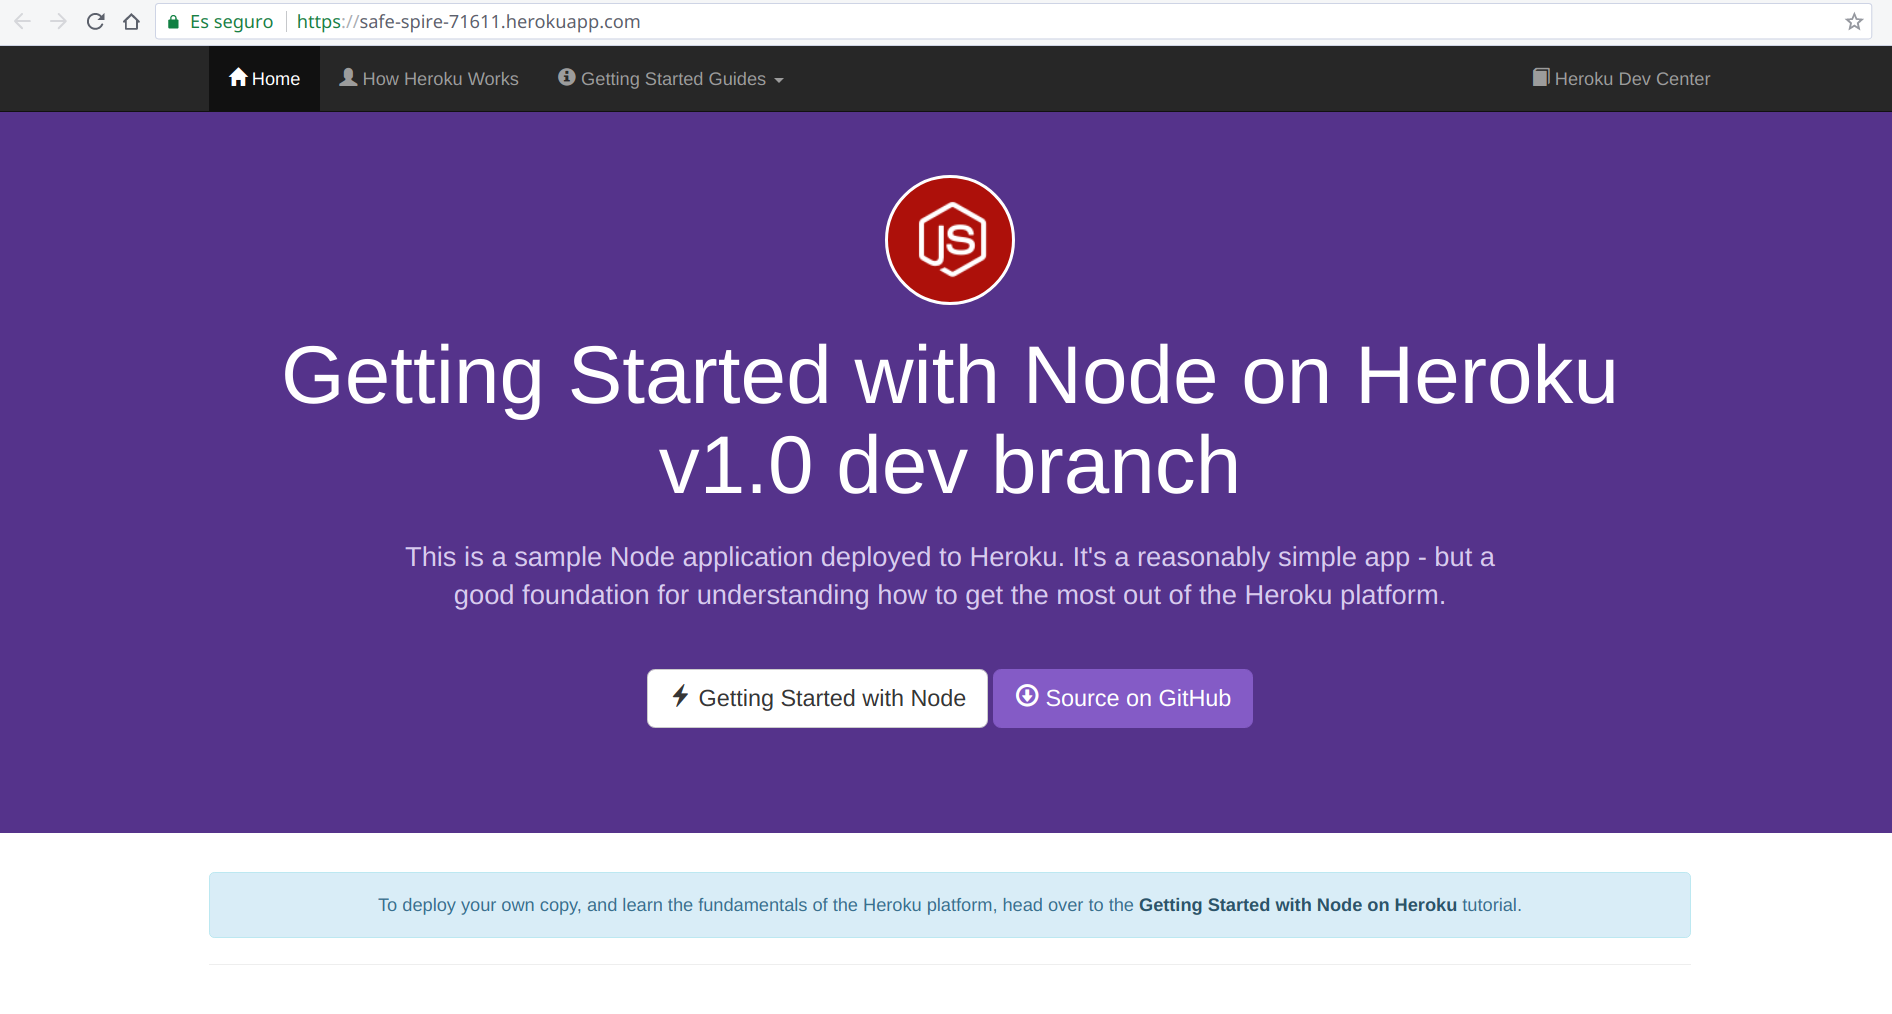 Es seguro https://safe-spire-71611.herokuapp.com
Home How Heroku Works Getting Started Guides Heroku Dev Center
JS
Getting Started with Node on Heroku
v1.0 dev branch
This is a sample Node application deployed to Heroku. It's a reasonably simple app - but a
good foundation for understanding how to get the most out of the Heroku platform.
Getting Started with Node Source on GitHub
To deploy your own copy, and learn the fundamentals of the Heroku platform, head over to the Getting Started with Node on Heroku tutorial.